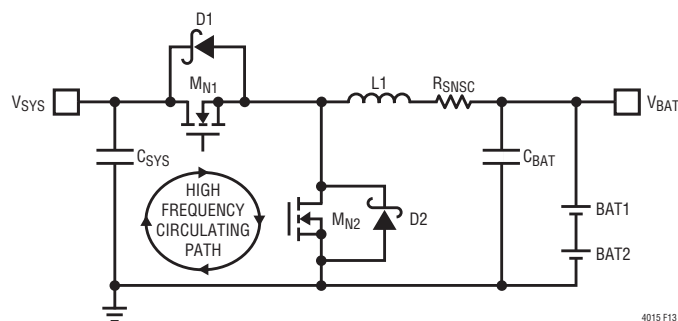 D1
MN1
VSYS
L1
RSNSC
VBAT
CSYS
CBAT
HIGH
FREQUENCY
CIRCULATING
PATH
MN2
D2
BAT1
BAT2
4015 F13